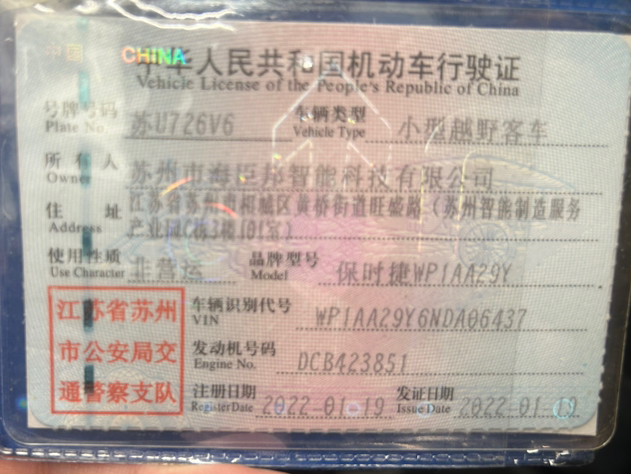 CHINA
中华人民共和国机动车行驶证
Vehicle License of the People's Republic of China
号牌号码 Plate No. 苏U726V6 车辆类型 Vehicle Type 小型越野客车
所有人 Owner 苏州市海臣邦智能科技有限公司
住址 Address 江苏省苏州市相城区黄桥街道旺盛路(苏州智能制造服务
产业园C栋3楼101室)
使用性质 Use Character 非营运 品牌型号 Model 保时捷WP1AA29Y
江苏省苏州
市公安局交
通警察支队
车辆识别代号 VIN WP1AA29Y6NDA06437
发动机号码 Engine No. DCB423851
注册日期 Register Date 2022-01-19 发证日期 Issue Date 2022-01-19